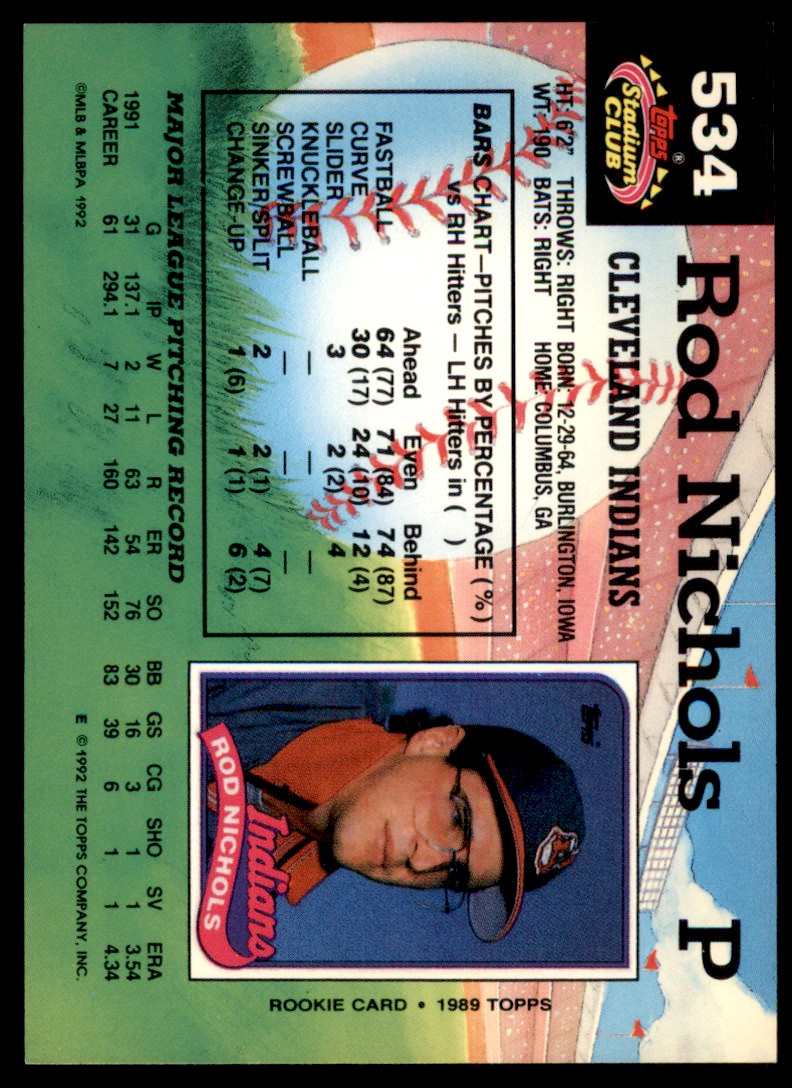 534
Topps®
Stadium
CLUB
Rod Nichols P
CLEVELAND INDIANS
HT: 6'2" THROWS: RIGHT BORN: 12-29-64, BURLINGTON, IOWA
WT: 190 BATS: RIGHT HOME: COLUMBUS, GA
BARS CHART—PITCHES BY PERCENTAGE (%)
vs RH Hitters — LH Hitters in ( )
Ahead Even Behind
FASTBALL 64 (77) 71 (84) 74 (87)
CURVE 30 (17) 24 (10) 12 (4)
SLIDER 3 2 (2) 4
KNUCKLEBALL — — —
SCREWBALL — — —
SINKER/SPLIT 2 2 (1) 4 (7)
CHANGE-UP 1 (6) 1 (1) 6 (2)
Topps
Indians
ROD NICHOLS
ROOKIE CARD • 1989 TOPPS
MAJOR LEAGUE PITCHING RECORD
G IP W L R ER SO BB GS CG SHO SV ERA
1991 31 137.1 2 11 63 54 76 30 16 3 1 1 3.54
CAREER 61 294.1 7 27 160 142 152 83 39 6 1 1 4.34
©MLB & MLBPA 1992
E © 1992 THE TOPPS COMPANY, INC.